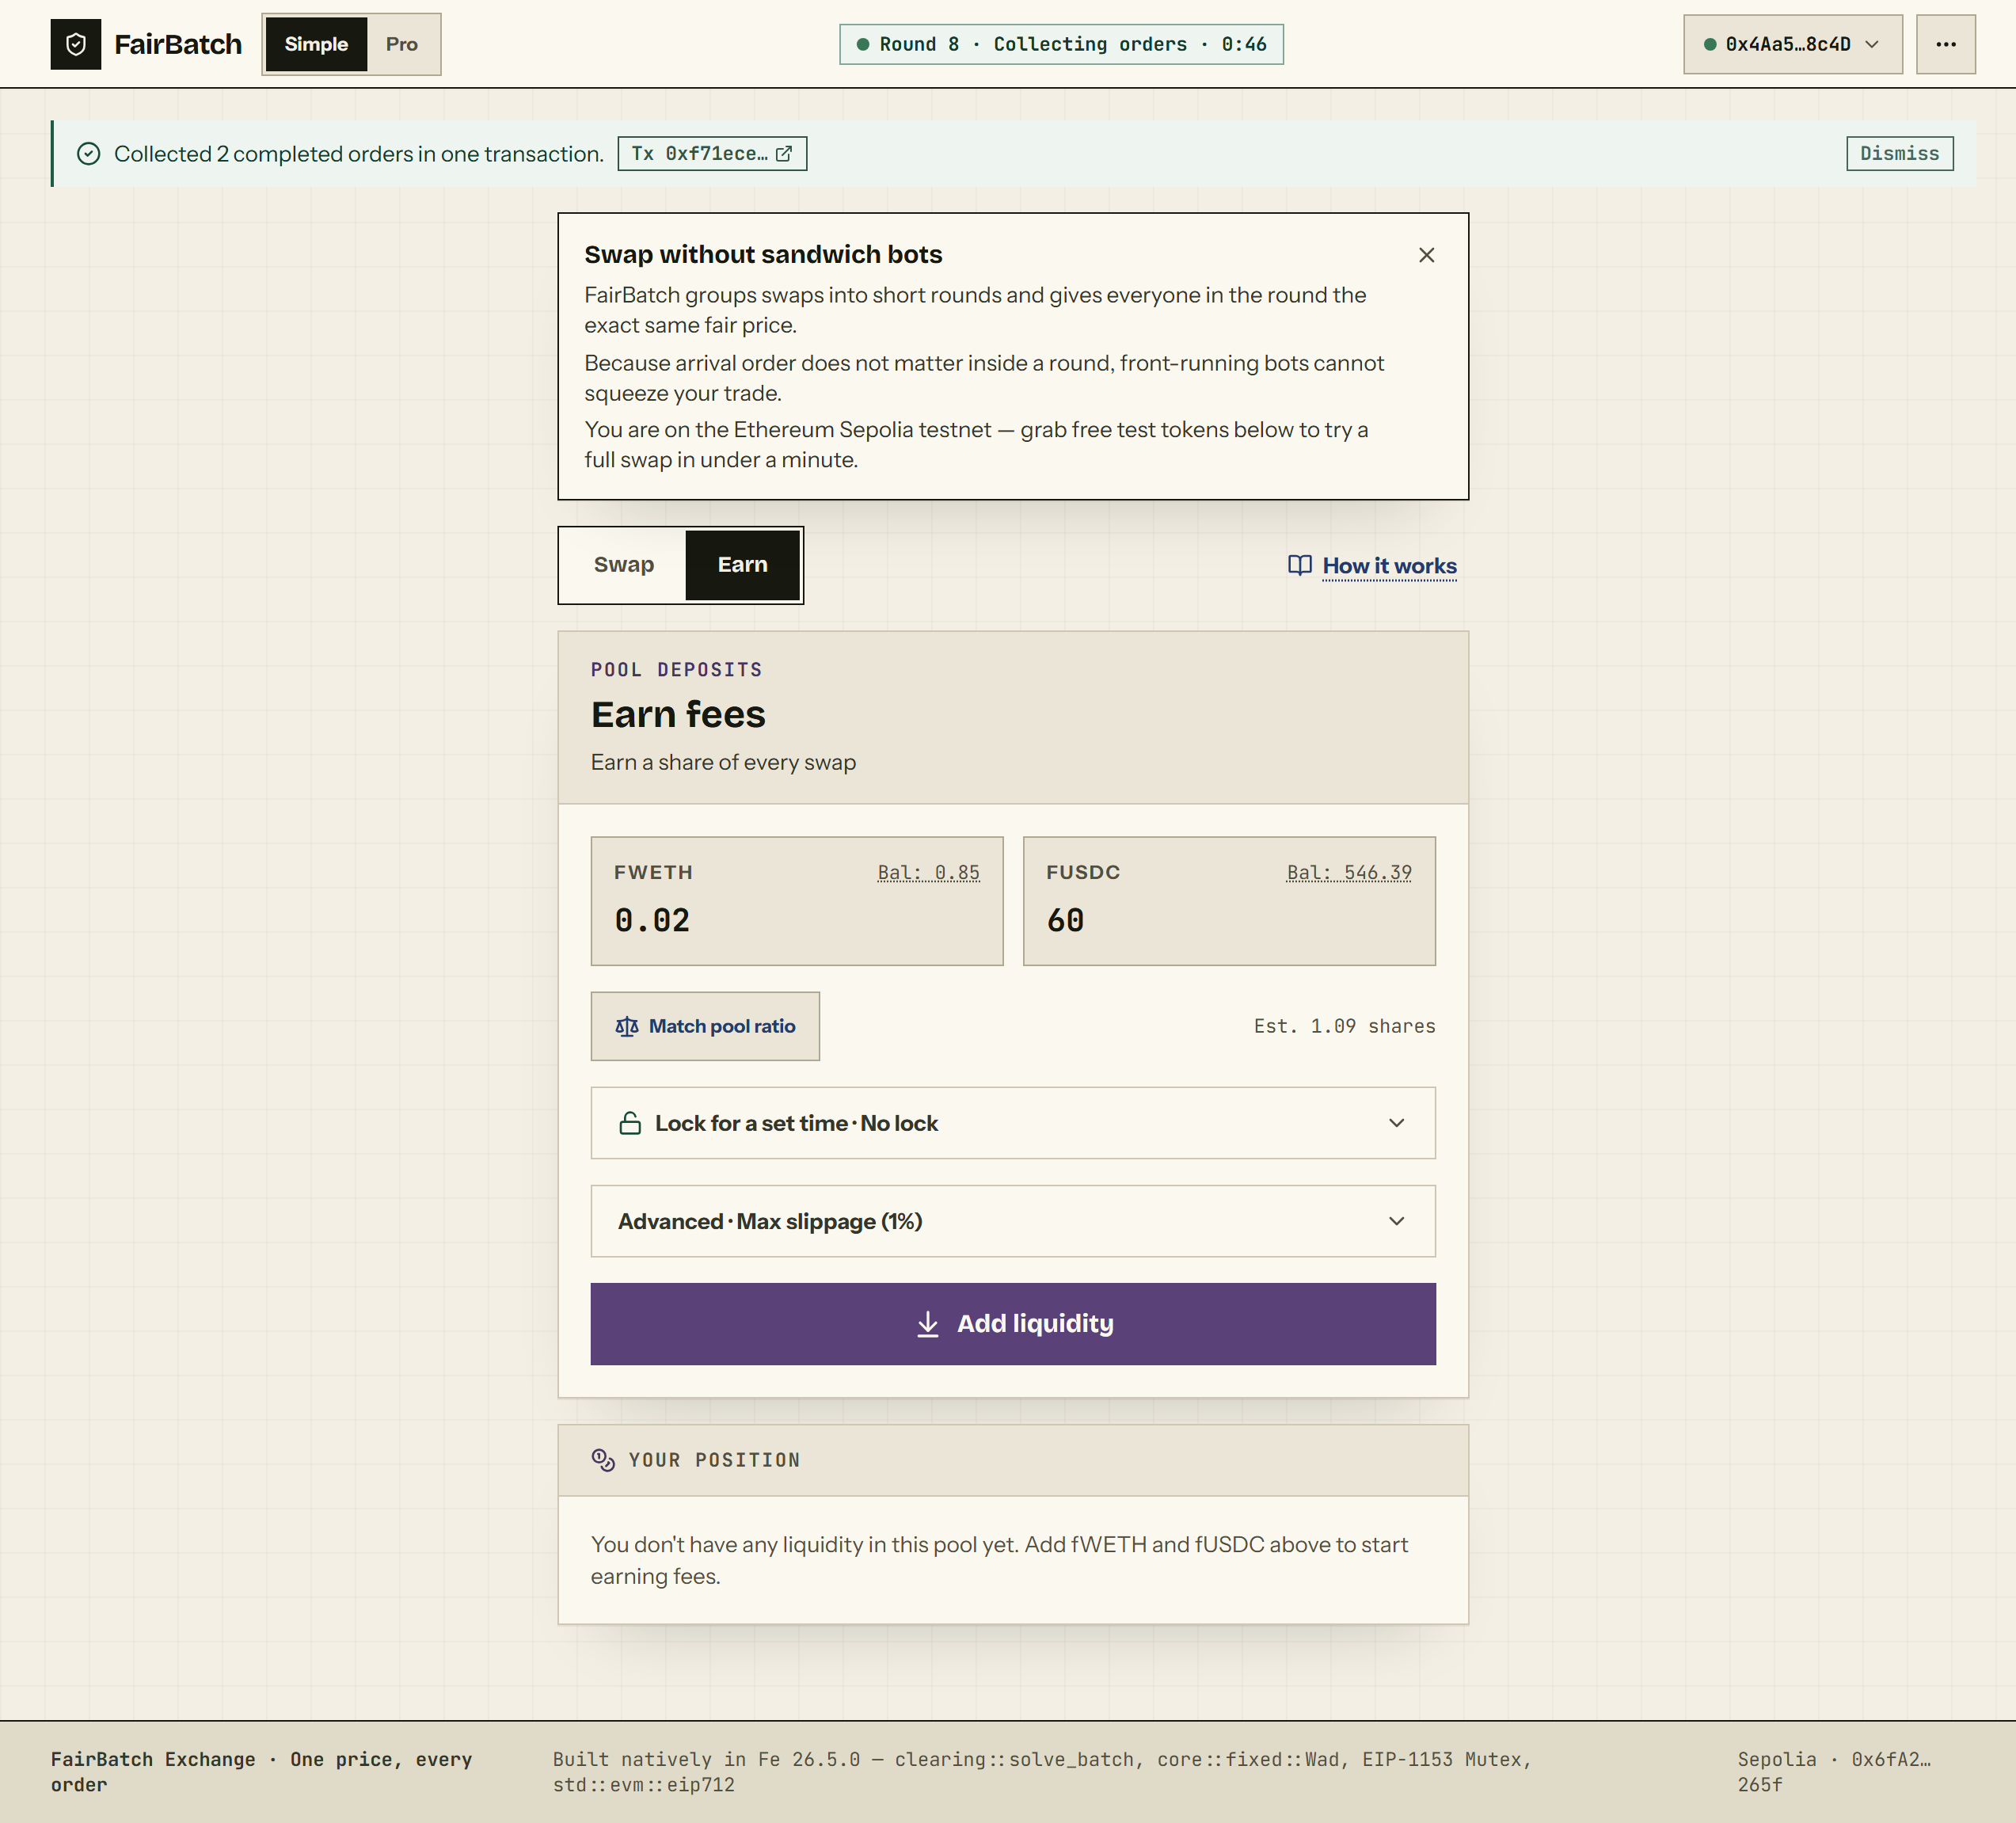 FairBatch
Simple
Pro
Round 8 · Collecting orders · 0:46
0x4Aa5…8c4D
Collected 2 completed orders in one transaction.
Tx 0xf71ece…
Dismiss
Swap without sandwich bots
FairBatch groups swaps into short rounds and gives everyone in the round the
exact same fair price.
Because arrival order does not matter inside a round, front-running bots cannot
squeeze your trade.
You are on the Ethereum Sepolia testnet — grab free test tokens below to try a
full swap in under a minute.
Swap
Earn
How it works
POOL DEPOSITS
Earn fees
Earn a share of every swap
FWETH
Bal: 0.85
0.02
FUSDC
Bal: 546.39
60
Match pool ratio
Est. 1.09 shares
Lock for a set time · No lock
Advanced · Max slippage (1%)
Add liquidity
YOUR POSITION
You don't have any liquidity in this pool yet. Add fWETH and fUSDC above to start
earning fees.
FairBatch Exchange · One price, every
order
Built natively in Fe 26.5.0 — clearing::solve_batch, core::fixed::Wad, EIP-1153 Mutex,
std::evm::eip712
Sepolia · 0x6fA2…
265f